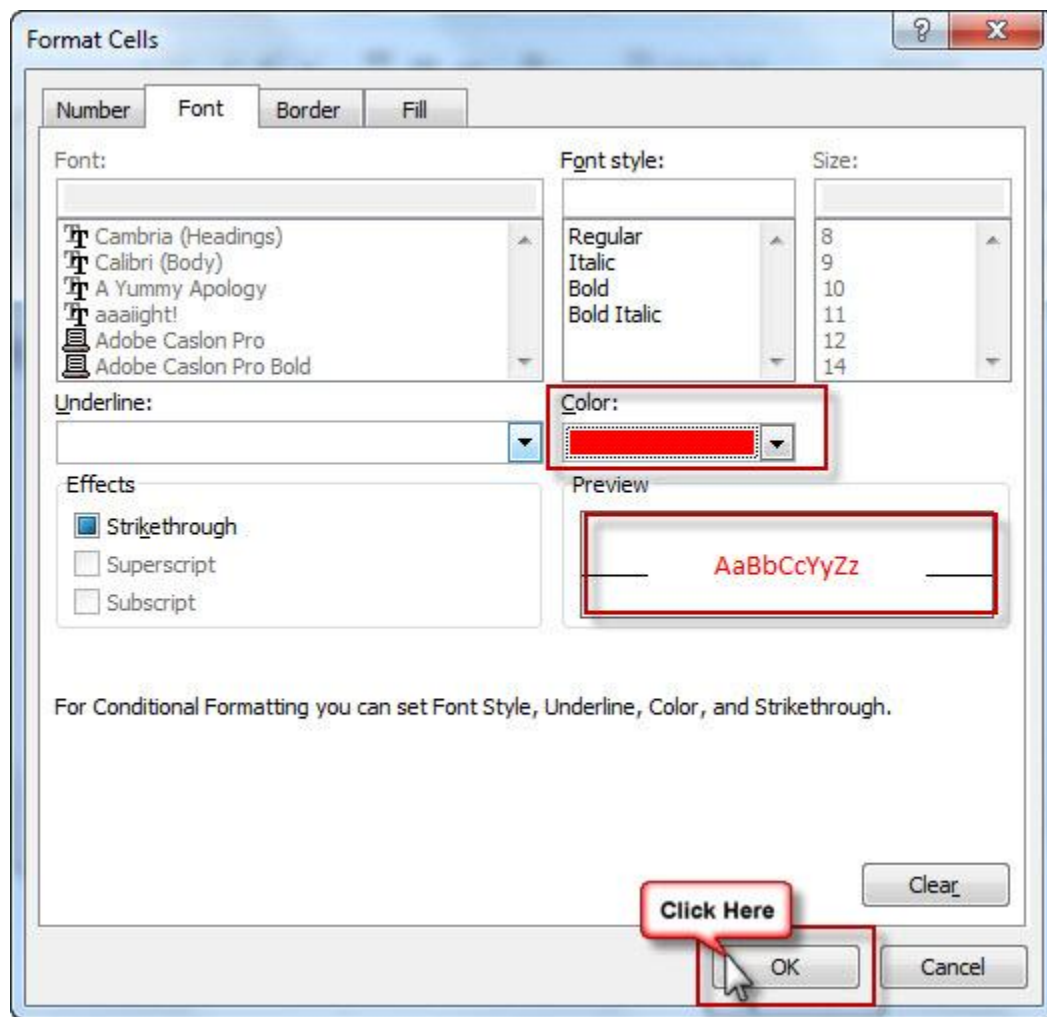 Format Cells
Number Font Border Fill
Font: Font style: Size:
Cambria (Headings) Regular 8
Calibri (Body) Italic 9
A Yummy Apology Bold 10
aaaiight! Bold Italic 11
Adobe Caslon Pro 12
Adobe Caslon Pro Bold 14
Underline: Color:
Effects Preview
Strikethrough
Superscript AaBbCcYyZz
Subscript
For Conditional Formatting you can set Font Style, Underline, Color, and Strikethrough.
Clear
Click Here
OK Cancel